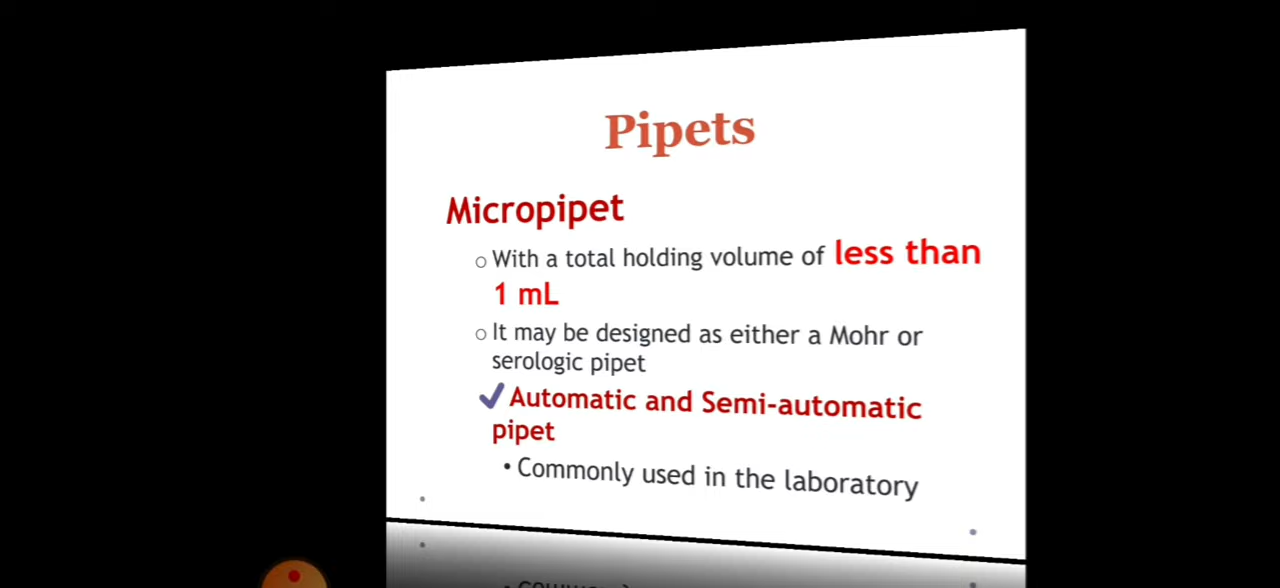 Pipets
Micropipet
o With a total holding volume of less than
1 mL
o It may be designed as either a Mohr or
serologic pipet
✓ Automatic and Semi-automatic
pipet
• Commonly used in the laboratory